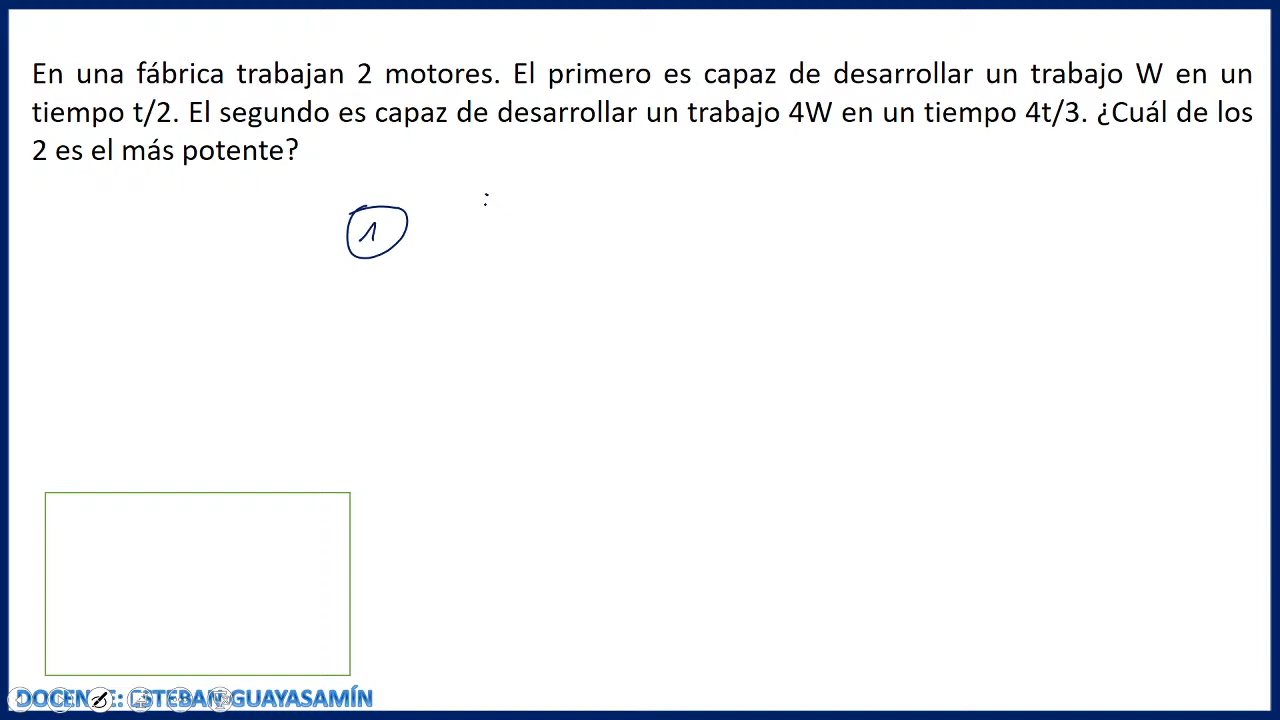 En una fábrica trabajan 2 motores. El primero es capaz de desarrollar un trabajo W en un
tiempo t/2. El segundo es capaz de desarrollar un trabajo 4W en un tiempo 4t/3. ¿Cuál de los
2 es el más potente?
1
DOCENTE: ESTEBAN GUAYASAMÍN